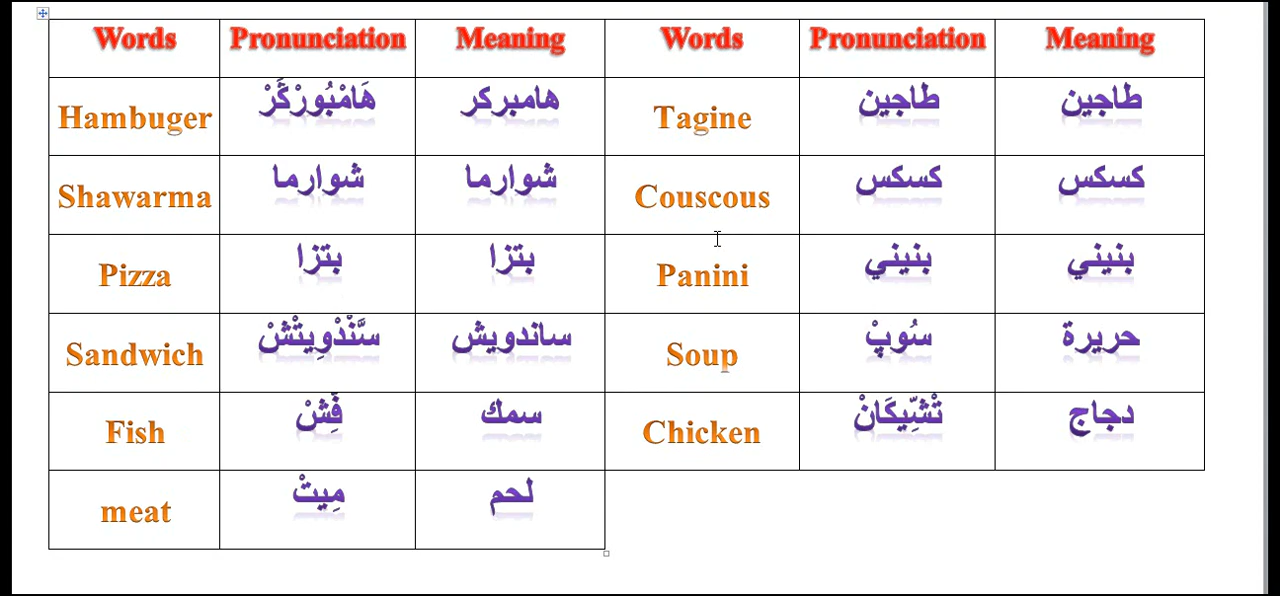 Words Pronunciation Meaning Words Pronunciation Meaning
Hambuger هَامْبُورْكَرْ هامبركر Tagine طاجين طاجين
Shawarma شوارما شوارما Couscous كسكس كسكس
Pizza بتزا بتزا Panini بنيني بنيني
Sandwich سَّنْدْوِيتْشْ ساندويش Soup سُوپْ حريرة
Fish فِشْ سمك Chicken تْشِّيكَانْ دجاج
meat مِيتْ لحم